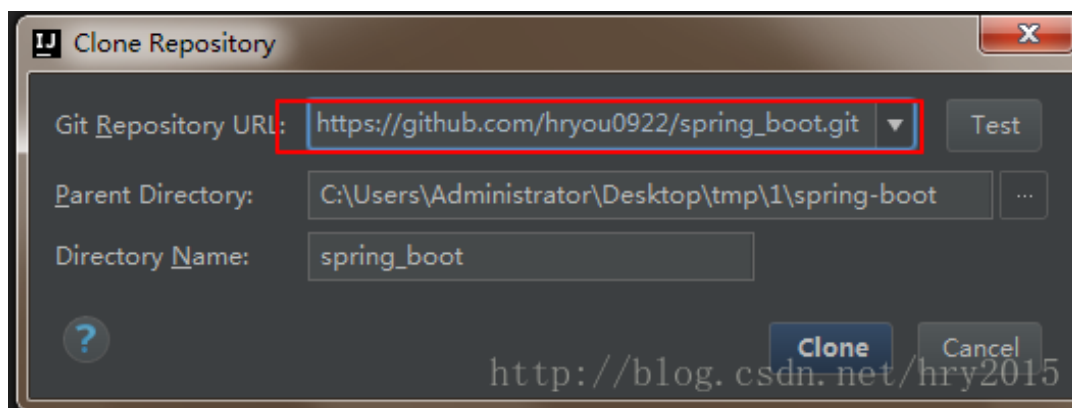 IJ Clone Repository
Git Repository URL: https://github.com/hryou0922/spring_boot.git Test
Parent Directory: C:\Users\Administrator\Desktop\tmp\1\spring-boot ...
Directory Name: spring_boot
? Clone Cancel
http://blog.csdn.net/hry2015